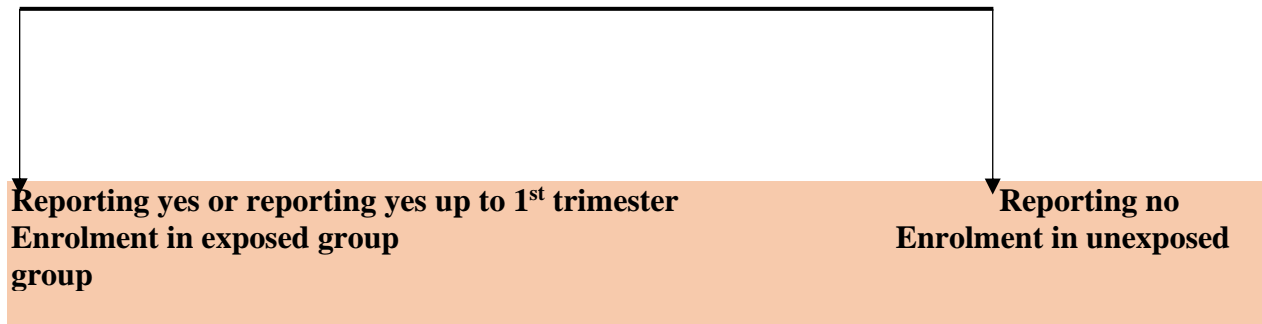 Reporting yes or reporting yes up to 1st trimester Reporting no
Enrolment in exposed group Enrolment in unexposed
group